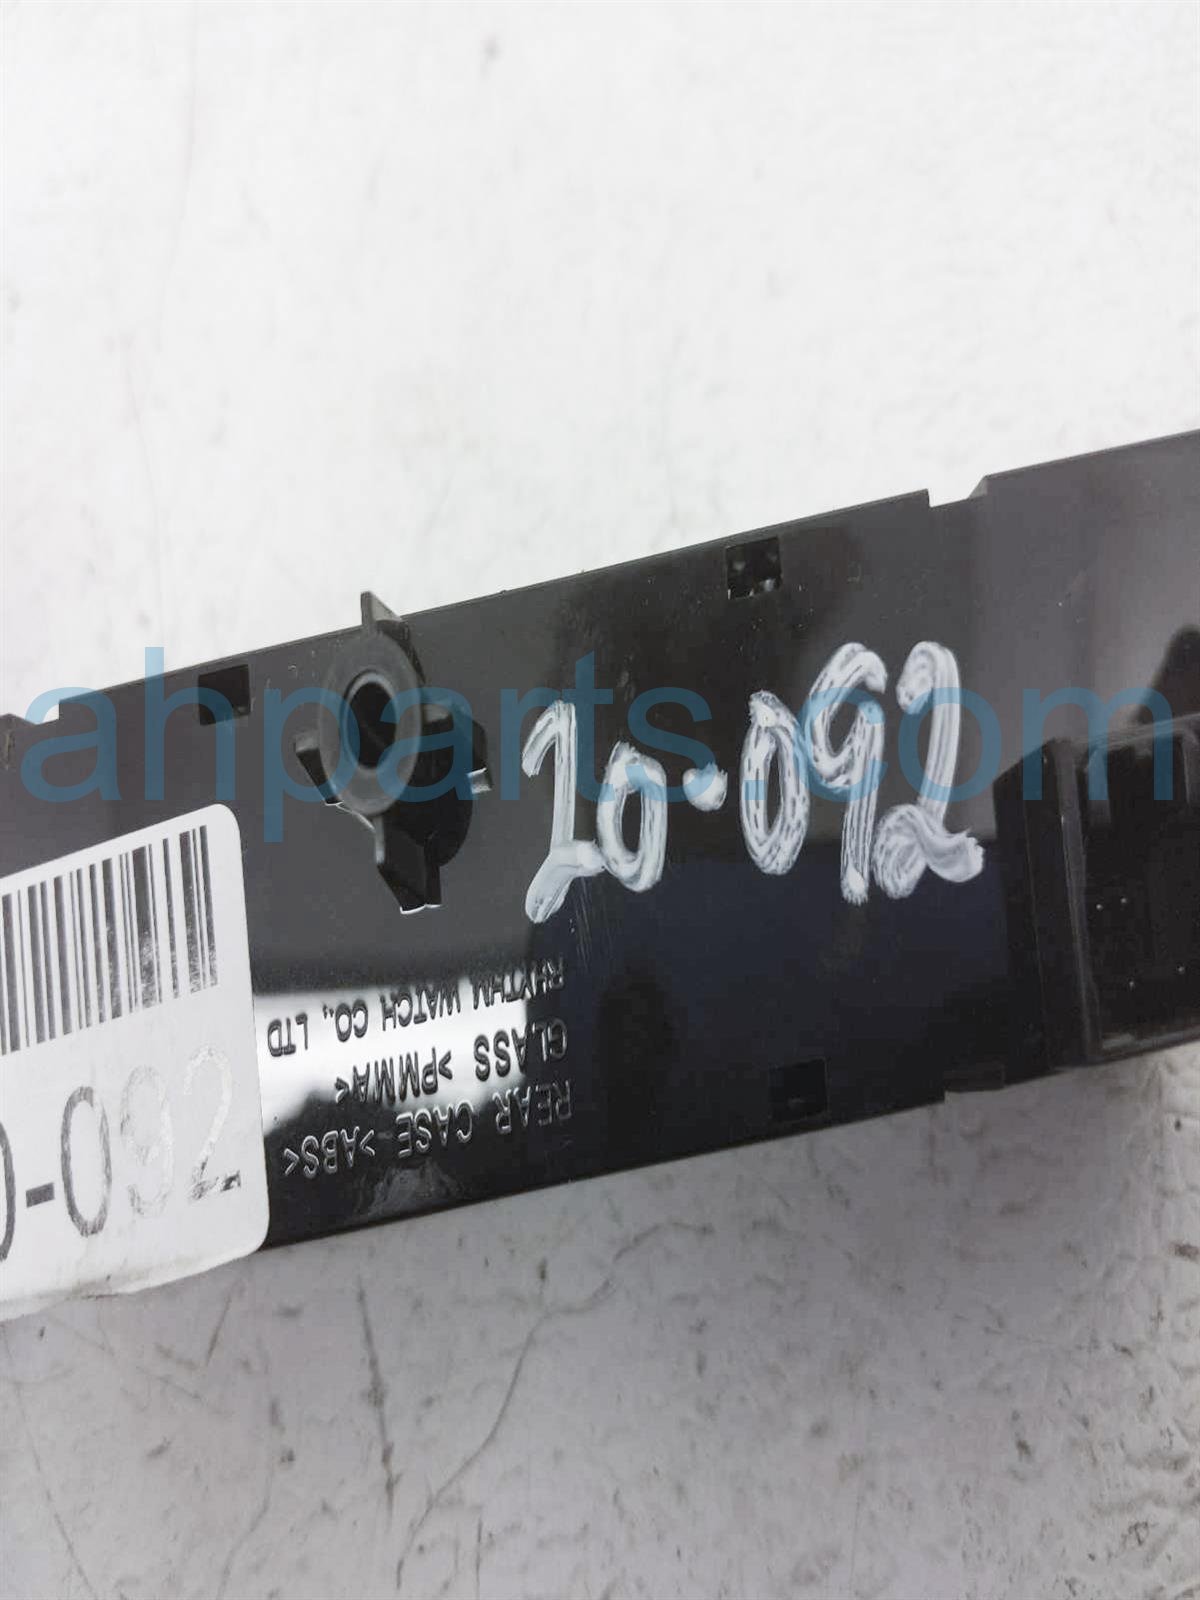 ahparts.com
20-092
0-092
REAR CASE >ABS<
GLASS >PMMA<
RHYTHM WATCH CO., LTD